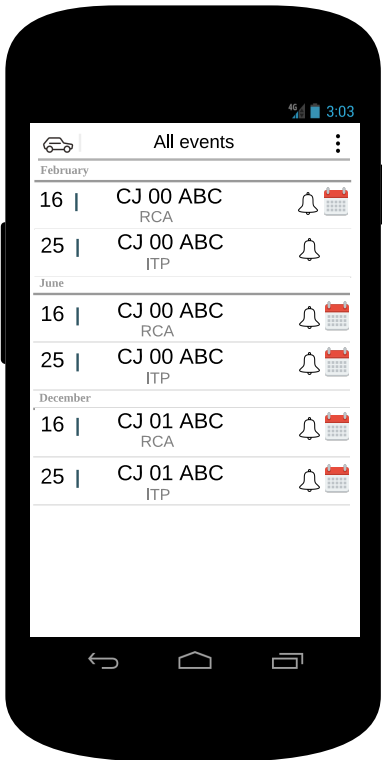 4G 3:03
All events
February
16 CJ 00 ABC
RCA
25 CJ 00 ABC
ITP
June
16 CJ 00 ABC
RCA
25 CJ 00 ABC
ITP
December
16 CJ 01 ABC
RCA
25 CJ 01 ABC
ITP